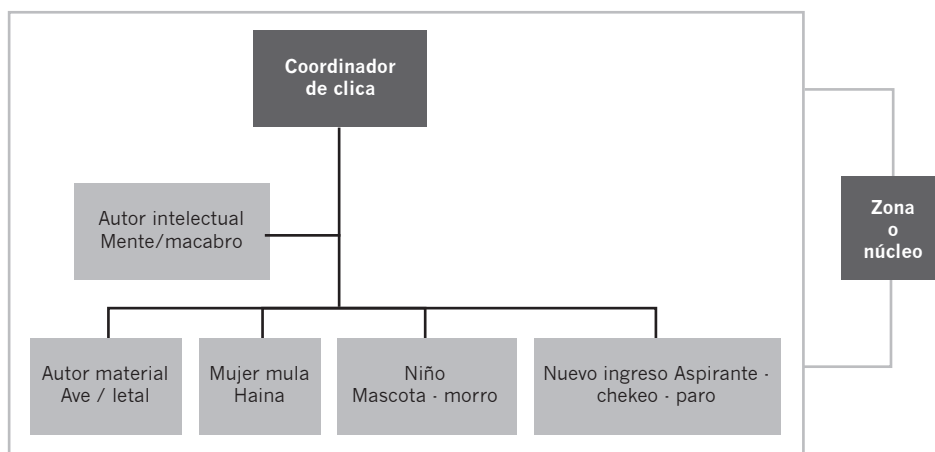 Coordinador
de clica
Autor intelectual
Mente/macabro
Zona
o
núcleo
Autor material
Ave / letal
Mujer mula
Haina
Niño
Mascota · morro
Nuevo ingreso Aspirante ·
chekeo · paro